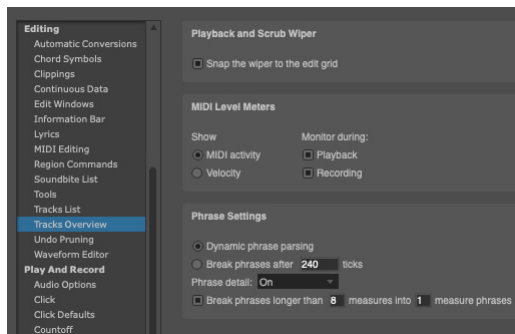 Editing
Automatic Conversions
Chord Symbols
Clippings
Continuous Data
Edit Windows
Information Bar
Lyrics
MIDI Editing
Region Commands
Soundbite List
Tools
Tracks List
Tracks Overview
Undo Pruning
Waveform Editor
Play And Record
Audio Options
Click
Click Defaults
Countoff
Playback and Scrub Wiper
Snap the wiper to the edit grid
MIDI Level Meters
Show Monitor during:
MIDI activity Playback
Velocity Recording
Phrase Settings
Dynamic phrase parsing
Break phrases after 240 ticks
Phrase detail: On
Break phrases longer than 8 measures into 1 measure phrases